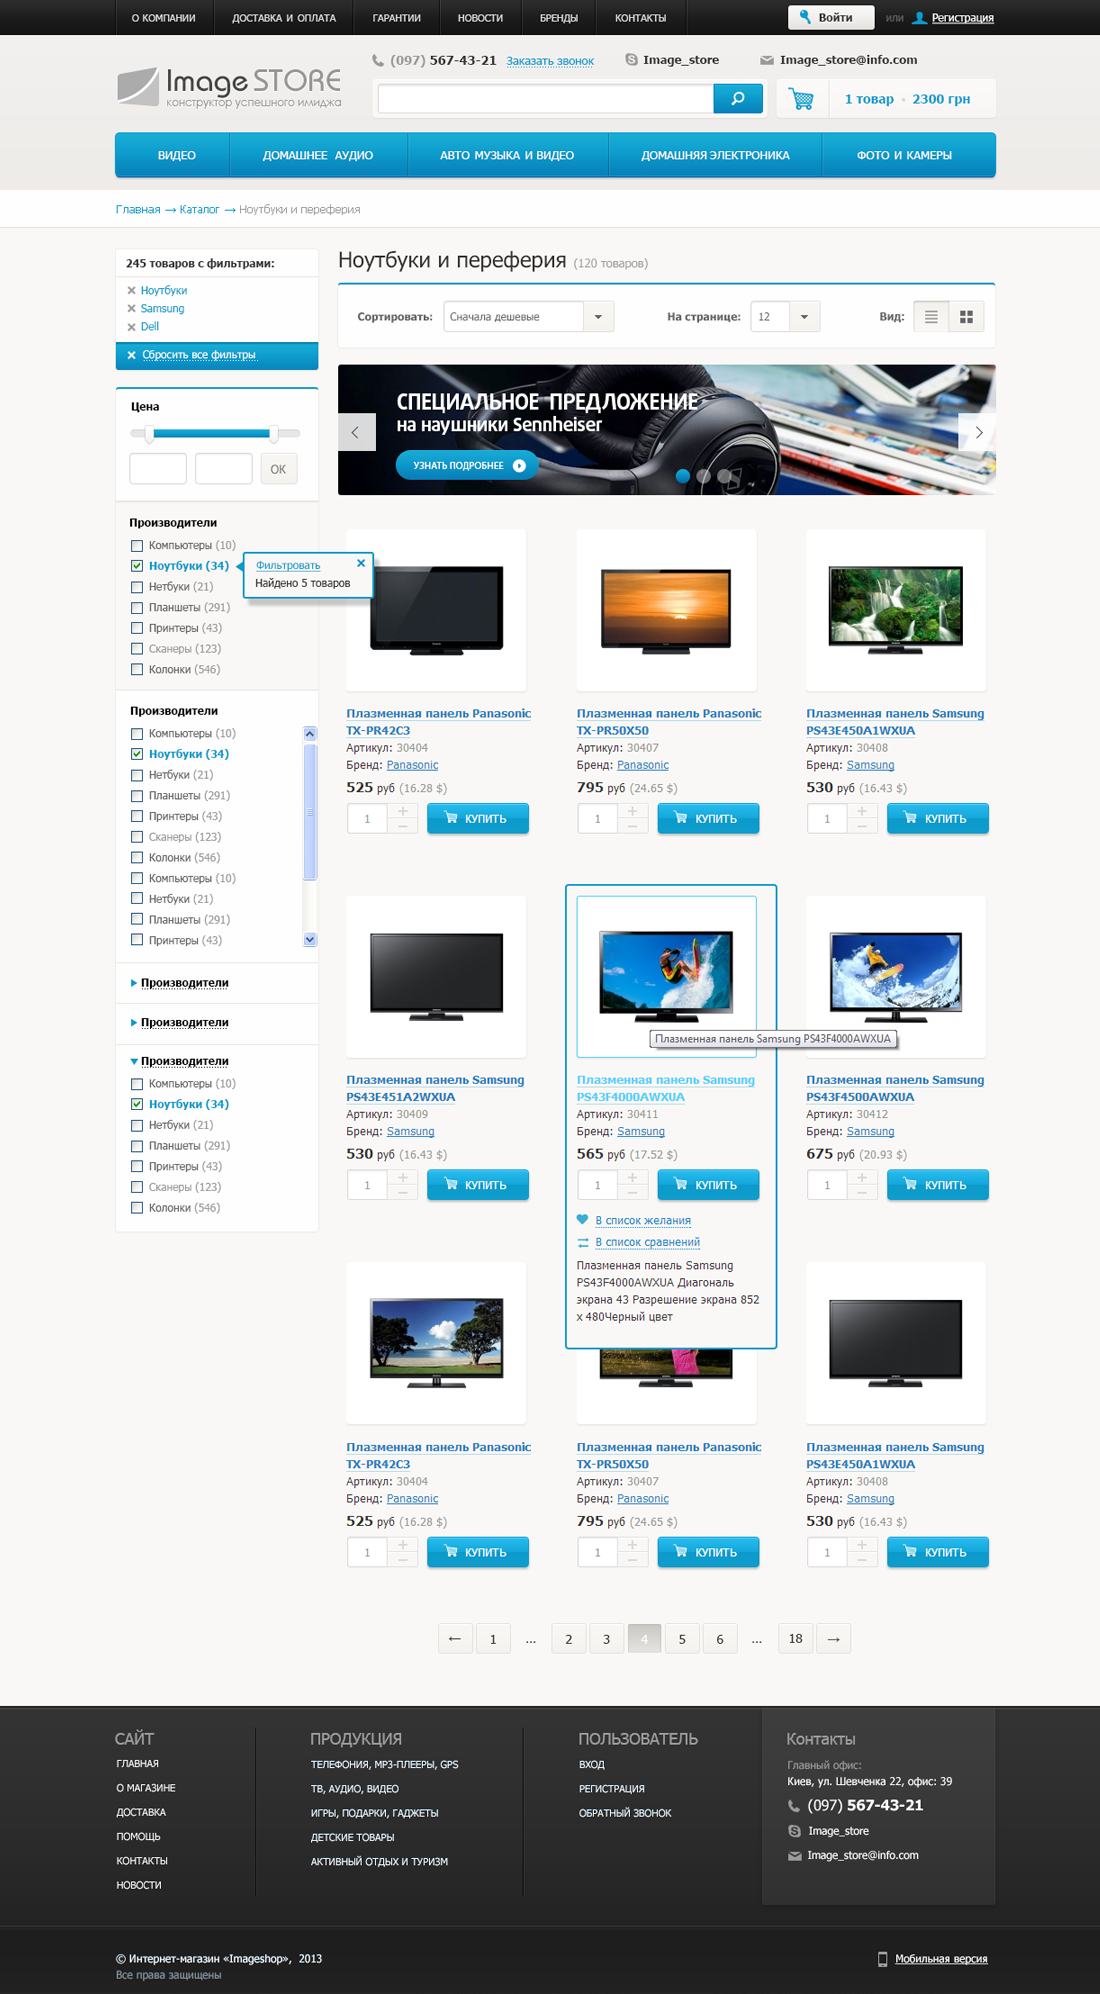 О КОМПАНИИ ДОСТАВКА И ОПЛАТА ГАРАНТИИ НОВОСТИ БРЕНДЫ КОНТАКТЫ Войти или Регистрация
(097) 567-43-21 Заказать звонок Image_store Image_store@info.com
Image STORE
конструктор успешного имиджа
1 товар • 2300 грн
ВИДЕО ДОМАШНЕЕ АУДИО АВТО МУЗЫКА И ВИДЕО ДОМАШНЯЯ ЭЛЕКТРОНИКА ФОТО И КАМЕРЫ
Главная → Каталог → Ноутбуки и переферия
245 товаров с фильтрами:
Ноутбуки
Samsung
Dell
Сбросить все фильтры
Цена
OK
Производители
Компьютеры (10)
Ноутбуки (34)
Нетбуки (21)
Планшеты (291)
Принтеры (43)
Сканеры (123)
Колонки (546)
Фильтровать
Найдено 5 товаров
Производители
Компьютеры (10)
Ноутбуки (34)
Нетбуки (21)
Планшеты (291)
Принтеры (43)
Сканеры (123)
Колонки (546)
Компьютеры (10)
Нетбуки (21)
Планшеты (291)
Принтеры (43)
Производители
Производители
Производители
Компьютеры (10)
Ноутбуки (34)
Нетбуки (21)
Планшеты (291)
Принтеры (43)
Сканеры (123)
Колонки (546)
Ноутбуки и переферия (120 товаров)
Сортировать: Сначала дешевые На странице: 12 Вид:
СПЕЦИАЛЬНОЕ ПРЕДЛОЖЕНИЕ
на наушники Sennheiser
УЗНАТЬ ПОДРОБНЕЕ
Плазменная панель Panasonic
TX-PR42C3
Артикул: 30404
Бренд: Panasonic
525 руб (16.28 $)
1 + − КУПИТЬ
Плазменная панель Panasonic
TX-PR50X50
Артикул: 30407
Бренд: Panasonic
795 руб (24.65 $)
1 + − КУПИТЬ
Плазменная панель Samsung
PS43E450A1WXUA
Артикул: 30408
Бренд: Samsung
530 руб (16.43 $)
1 + − КУПИТЬ
Плазменная панель Samsung
PS43E451A2WXUA
Артикул: 30409
Бренд: Samsung
530 руб (16.43 $)
1 + − КУПИТЬ
Плазменная панель Samsung PS43F4000AWXUA
Плазменная панель Samsung
PS43F4000AWXUA
Артикул: 30411
Бренд: Samsung
565 руб (17.52 $)
1 + − КУПИТЬ
В список желания
В список сравнений
Плазменная панель Samsung
PS43F4000AWXUA Диагональ
экрана 43 Разрешение экрана 852
x 480Черный цвет
Плазменная панель Samsung
PS43F4500AWXUA
Артикул: 30412
Бренд: Samsung
675 руб (20.93 $)
1 + − КУПИТЬ
Плазменная панель Panasonic
TX-PR42C3
Артикул: 30404
Бренд: Panasonic
525 руб (16.28 $)
1 + − КУПИТЬ
Плазменная панель Panasonic
TX-PR50X50
Артикул: 30407
Бренд: Panasonic
795 руб (24.65 $)
1 + − КУПИТЬ
Плазменная панель Samsung
PS43E450A1WXUA
Артикул: 30408
Бренд: Samsung
530 руб (16.43 $)
1 + − КУПИТЬ
← 1 ... 2 3 4 5 6 ... 18 →
САЙТ
ГЛАВНАЯ
О МАГАЗИНЕ
ДОСТАВКА
ПОМОЩЬ
КОНТАКТЫ
НОВОСТИ
ПРОДУКЦИЯ
ТЕЛЕФОНИЯ, MP3-ПЛЕЕРЫ, GPS
ТВ, АУДИО, ВИДЕО
ИГРЫ, ПОДАРКИ, ГАДЖЕТЫ
ДЕТСКИЕ ТОВАРЫ
АКТИВНЫЙ ОТДЫХ И ТУРИЗМ
ПОЛЬЗОВАТЕЛЬ
ВХОД
РЕГИСТРАЦИЯ
ОБРАТНЫЙ ЗВОНОК
Контакты
Главный офис:
Киев, ул. Шевченка 22, офис: 39
(097) 567-43-21
Image_store
Image_store@info.com
© Интернет-магазин «Imageshop», 2013
Все права защищены
Мобильная версия